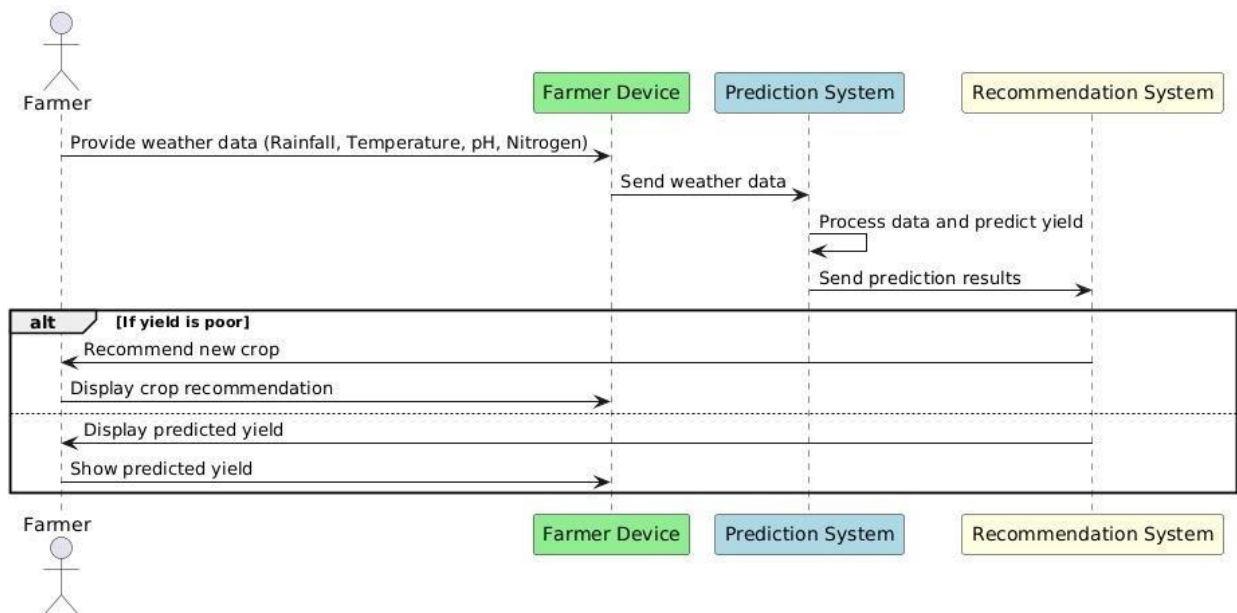 Farmer
Farmer Device
Prediction System
Recommendation System
Provide weather data (Rainfall, Temperature, pH, Nitrogen)
Send weather data
Process data and predict yield
Send prediction results
alt [If yield is poor]
Recommend new crop
Display crop recommendation
Display predicted yield
Show predicted yield
Farmer
Farmer Device
Prediction System
Recommendation System